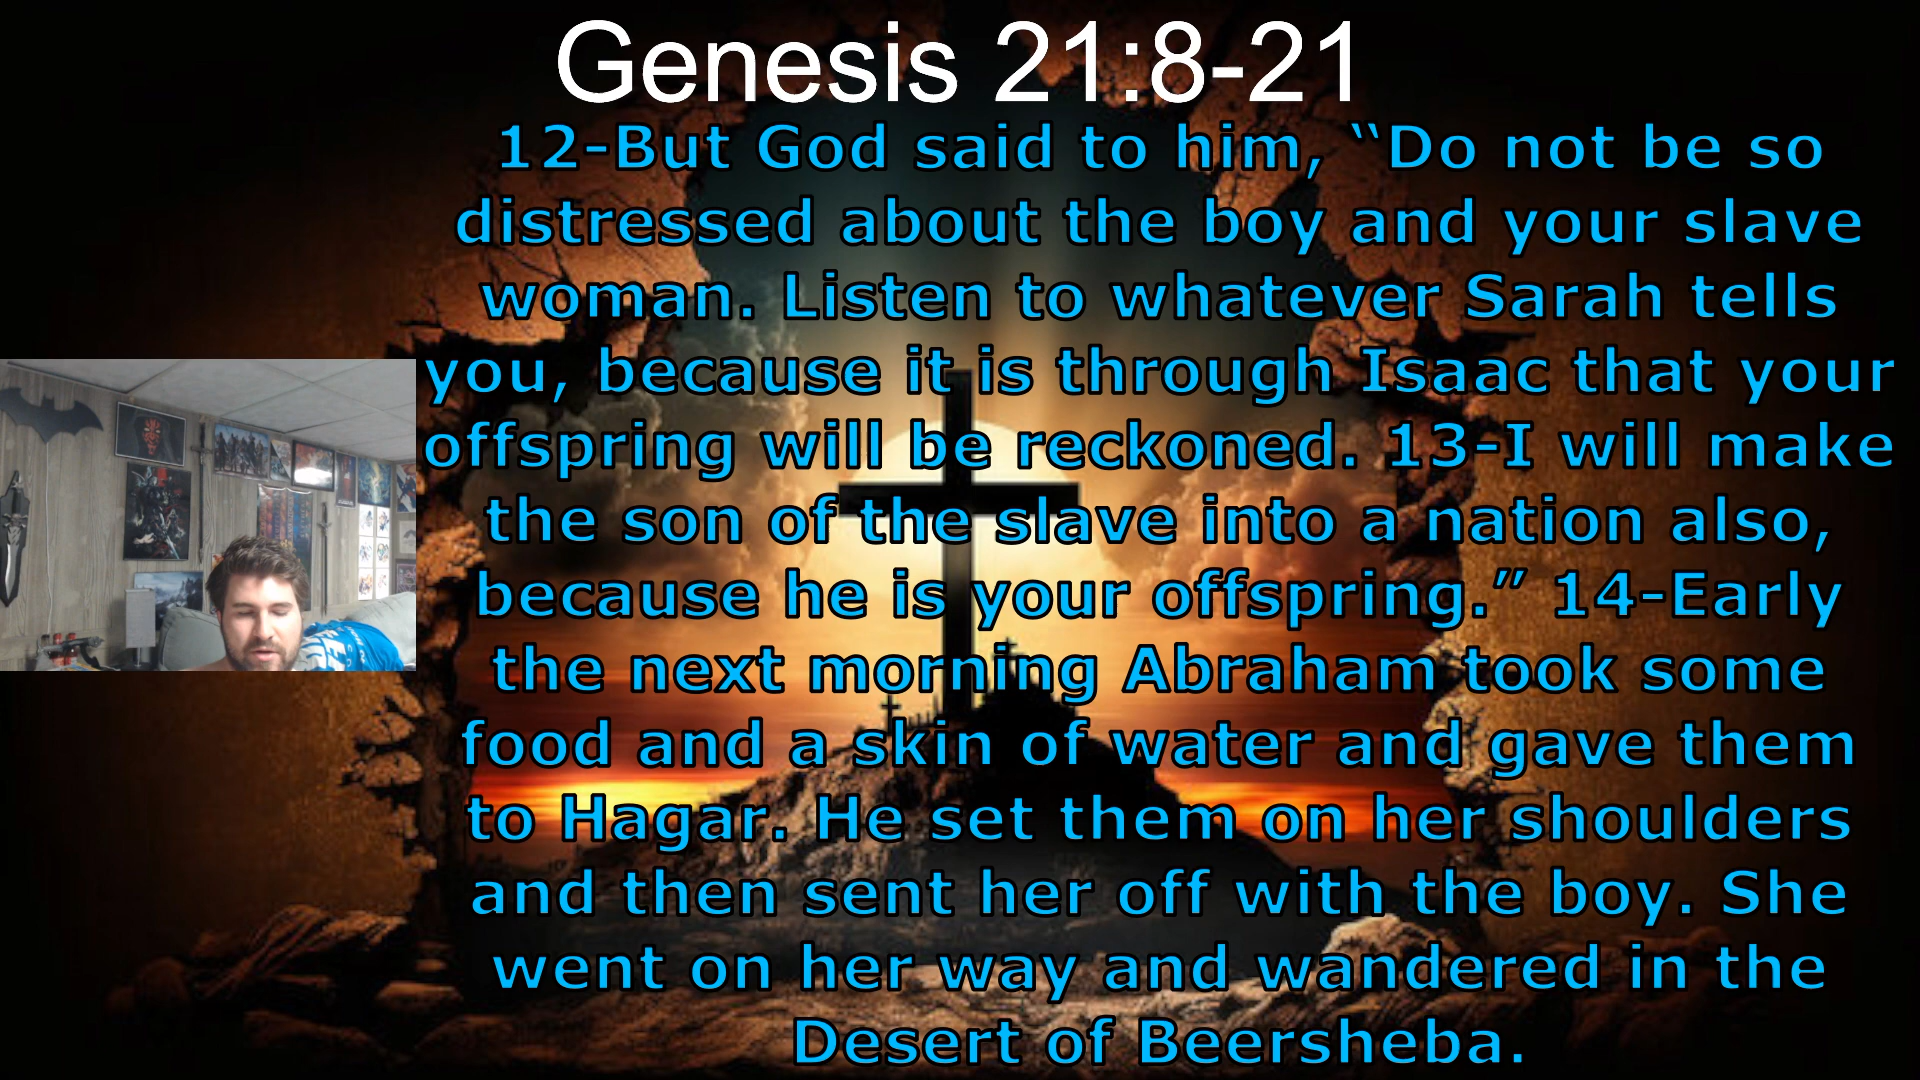 Genesis 21:8-21
12-But God said to him, “Do not be so
distressed about the boy and your slave
woman. Listen to whatever Sarah tells
you, because it is through Isaac that your
offspring will be reckoned. 13-I will make
the son of the slave into a nation also,
because he is your offspring.” 14-Early
the next morning Abraham took some
food and a skin of water and gave them
to Hagar. He set them on her shoulders
and then sent her off with the boy. She
went on her way and wandered in the
Desert of Beersheba.